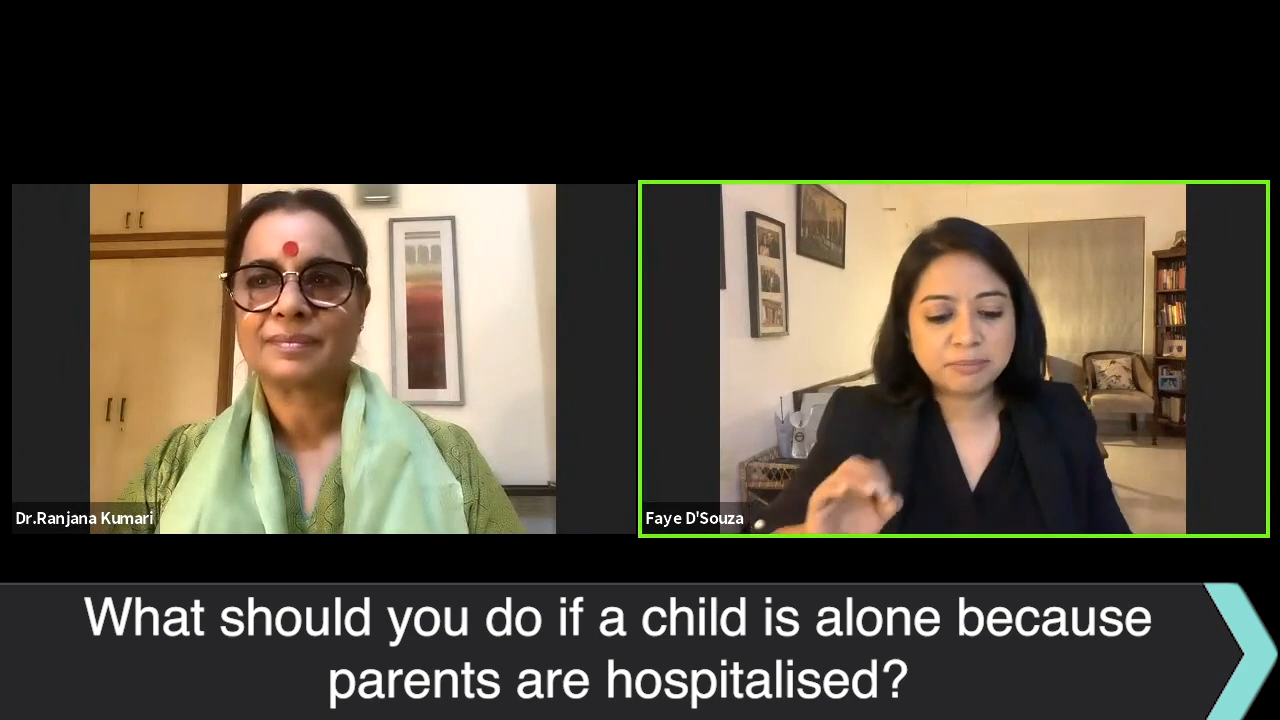 Dr.Ranjana Kumari
Faye D'Souza
What should you do if a child is alone because
parents are hospitalised?